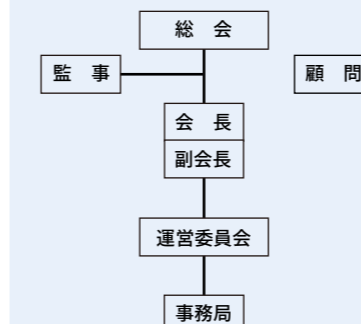 総　会
監　事
顧　問
会　長
副会長
運営委員会
事務局